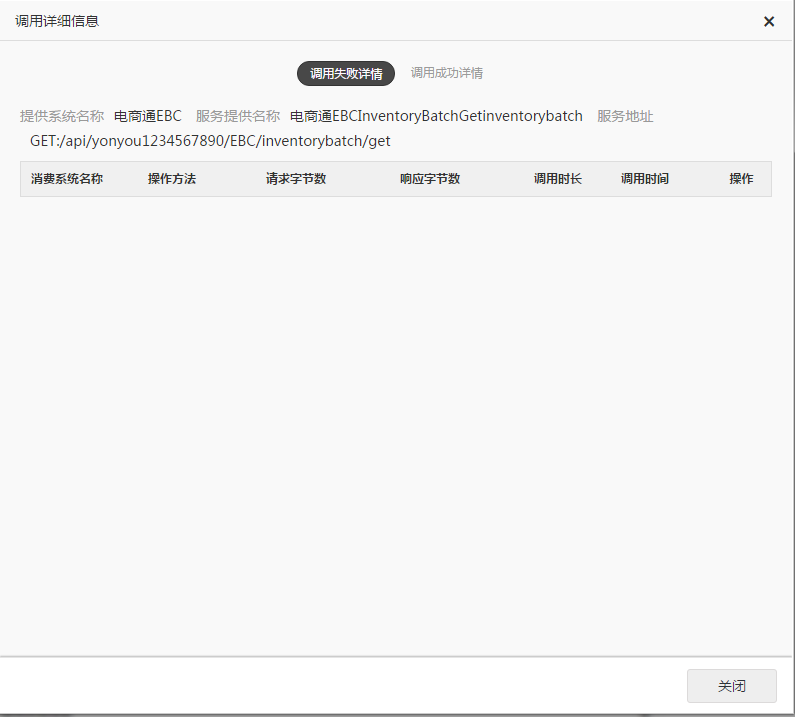 调用详细信息 ×
调用失败详情 调用成功详情
提供系统名称 电商通EBC 服务提供名称 电商通EBCInventoryBatchGetinventorybatch 服务地址
GET:/api/yonyou1234567890/EBC/inventorybatch/get
消费系统名称 操作方法 请求字节数 响应字节数 调用时长 调用时间 操作
关闭